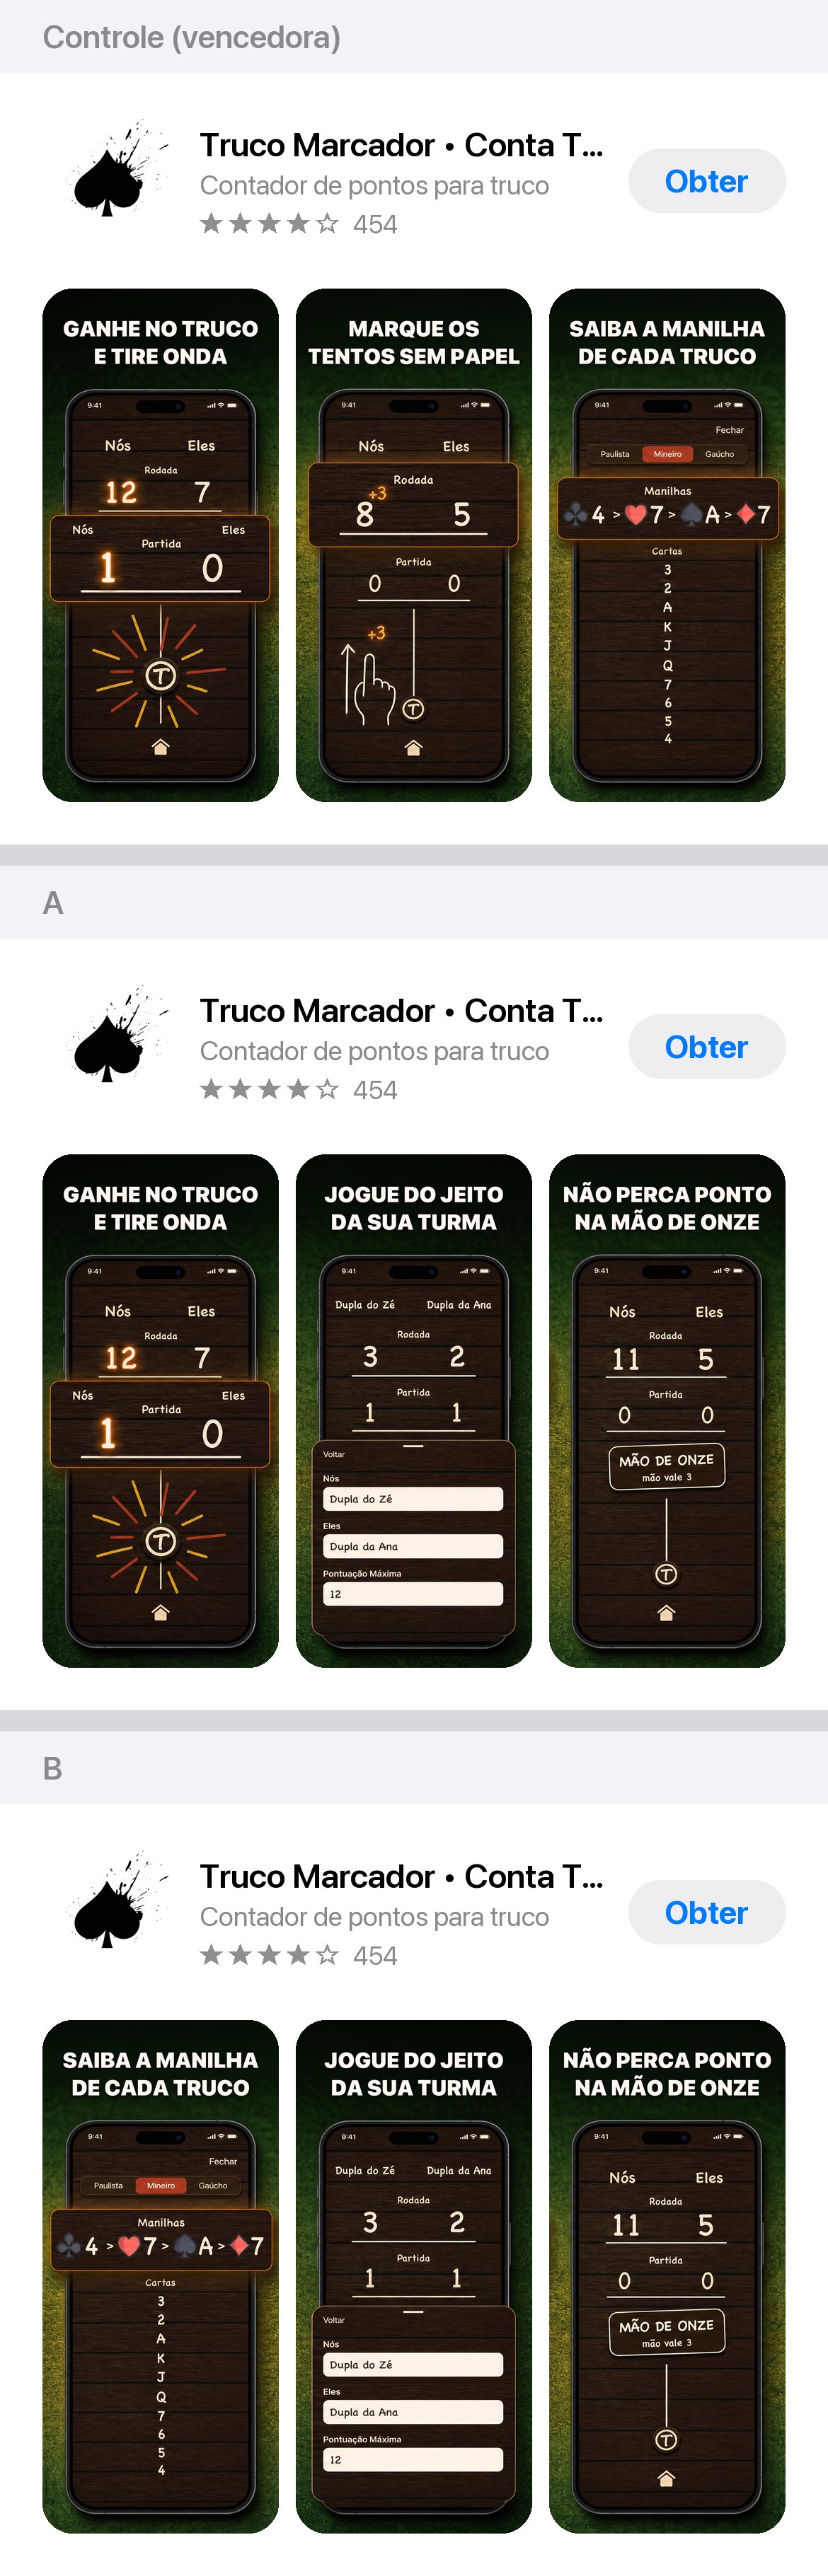 Controle (vencedora)
Truco Marcador • Conta T...
Contador de pontos para truco
454
Obter
GANHE NO TRUCO
E TIRE ONDA
9:41
Nós Eles
Rodada
12 7
Nós Eles
Partida
1 0
T
MARQUE OS
TENTOS SEM PAPEL
9:41
Nós Eles
Rodada
+3
8 5
Partida
0 0
+3
T
SAIBA A MANILHA
DE CADA TRUCO
9:41
Fechar
Paulista Mineiro Gaúcho
Manilhas
♣4 > ♥7 > ♠A > ♦7
Cartas
3
2
A
K
J
Q
7
6
5
4
A
Truco Marcador • Conta T...
Contador de pontos para truco
454
Obter
GANHE NO TRUCO
E TIRE ONDA
9:41
Nós Eles
Rodada
12 7
Nós Eles
Partida
1 0
T
JOGUE DO JEITO
DA SUA TURMA
9:41
Dupla do Zé Dupla da Ana
Rodada
3 2
Partida
1 1
Voltar
Nós
Dupla do Zé
Eles
Dupla da Ana
Pontuação Máxima
12
NÃO PERCA PONTO
NA MÃO DE ONZE
9:41
Nós Eles
Rodada
11 5
Partida
0 0
MÃO DE ONZE
mão vale 3
T
B
Truco Marcador • Conta T...
Contador de pontos para truco
454
Obter
SAIBA A MANILHA
DE CADA TRUCO
9:41
Fechar
Paulista Mineiro Gaúcho
Manilhas
♣4 > ♥7 > ♠A > ♦7
Cartas
3
2
A
K
J
Q
7
6
5
4
JOGUE DO JEITO
DA SUA TURMA
9:41
Dupla do Zé Dupla da Ana
Rodada
3 2
Partida
1 1
Voltar
Nós
Dupla do Zé
Eles
Dupla da Ana
Pontuação Máxima
12
NÃO PERCA PONTO
NA MÃO DE ONZE
9:41
Nós Eles
Rodada
11 5
Partida
0 0
MÃO DE ONZE
mão vale 3
T